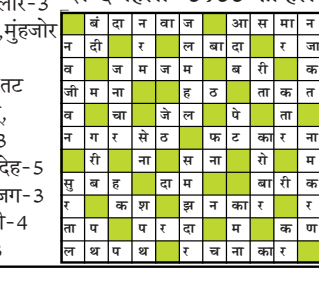 -3
,मुंहजोर
तट
,
3
देह-5
जग-3
-4
बं दा न वा ज आ स मा न
न दी र ल बा दा र जा
व ज म ज म ब री क
जी म ना ह ठ ता क त
व चा जे ल पे ता
न ग र से ठ फ ट का र ना
री ना स ना रो म
सु ब ह दा म बा री क
र क श झ न का र र
ता प प र दा म क ण
ल थ प थ र च ना का र